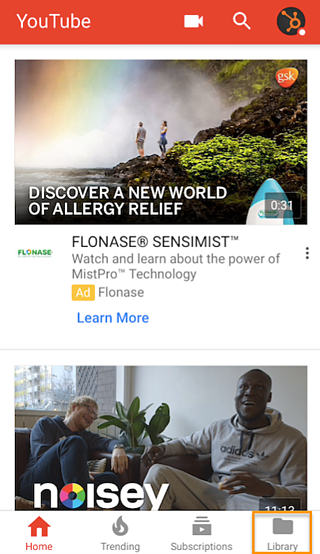 YouTube
gsk
DISCOVER A NEW WORLD
OF ALLERGY RELIEF
0:31
FLONASE
FLONASE® SENSIMIST™
Watch and learn about the power of
MistPro™ Technology
Ad Flonase
Learn More
noisey
adidas
11:13
Home
Trending
Subscriptions
Library